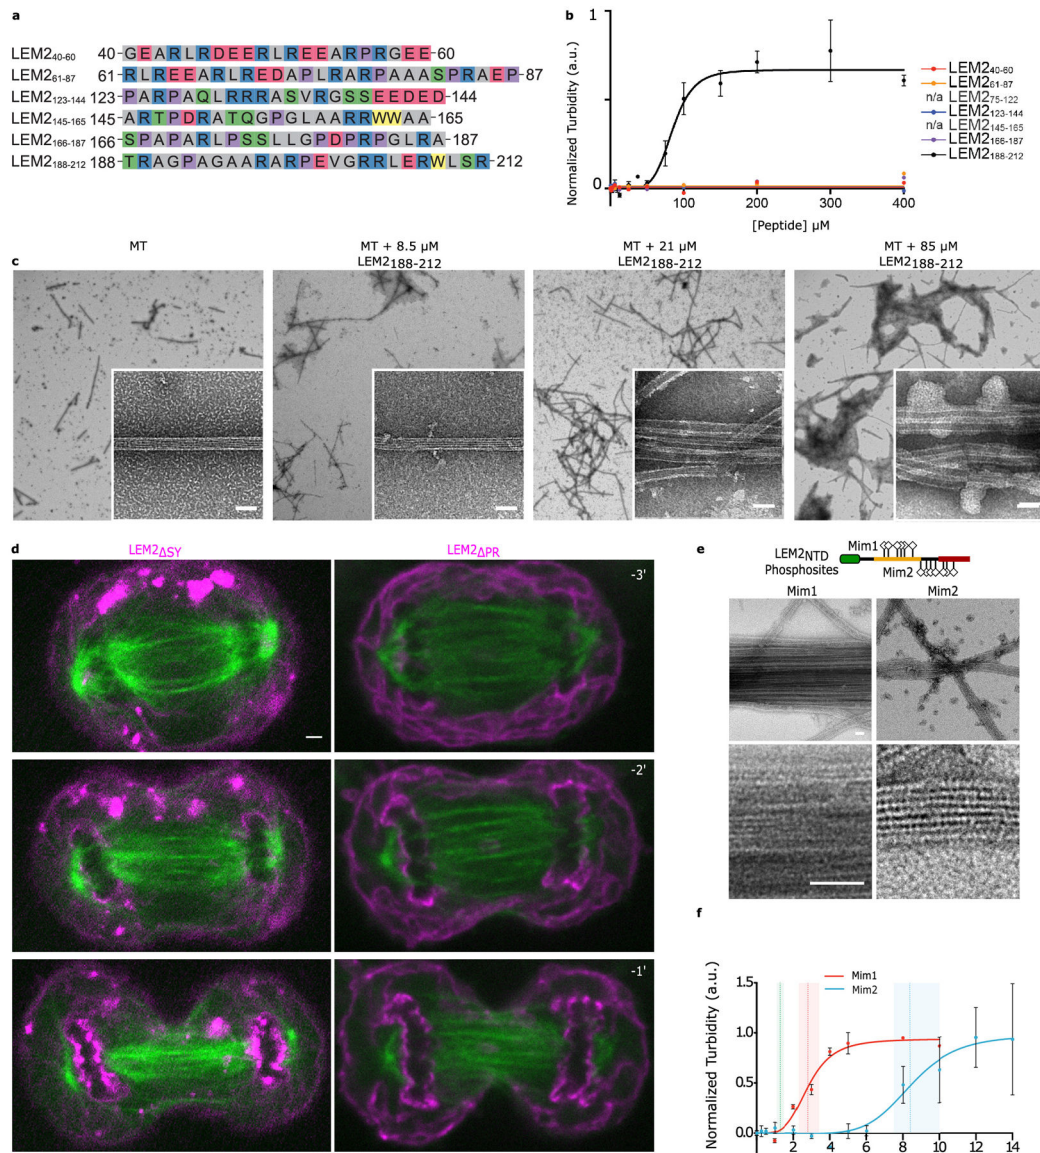 a
LEM2₄₀₋₆₀ 40-GEARLRDEERLREEARPRGEE-60
LEM2₆₁₋₈₇ 61-RLREEARLREDAPLRARPAAASPRAEP-87
LEM2₁₂₃₋₁₄₄ 123-PARPAQLRRRASVRGSSEEDED-144
LEM2₁₄₅₋₁₆₅ 145-ARTPDRATQGPGLAARRWWAA-165
LEM2₁₆₆₋₁₈₇ 166-SPAPARLPSSLLGPDPRPGLRA-187
LEM2₁₈₈₋₂₁₂ 188-TRAGPAGAARARPEVGRRLERWLSR-212
b
Normalized Turbidity (a.u.)
1
0
100
200
300
400
[Peptide] µM
LEM2₄₀₋₆₀
LEM2₆₁₋₈₇
n/a LEM2₇₅₋₁₂₂
LEM2₁₂₃₋₁₄₄
n/a LEM2₁₄₅₋₁₆₅
LEM2₁₆₆₋₁₈₇
LEM2₁₈₈₋₂₁₂
c
MT
MT + 8.5 µM
LEM2₁₈₈₋₂₁₂
MT + 21 µM
LEM2₁₈₈₋₂₁₂
MT + 85 µM
LEM2₁₈₈₋₂₁₂
d
LEM2ΔSY
LEM2ΔPR
-3'
-2'
-1'
e
LEM2NTD
Phosphosites
Mim1
Mim2
Mim1
Mim2
f
Normalized Turbidity (a.u.)
1.5
1.0
0.5
0.0
2
4
6
8
10
12
14
Mim1
Mim2